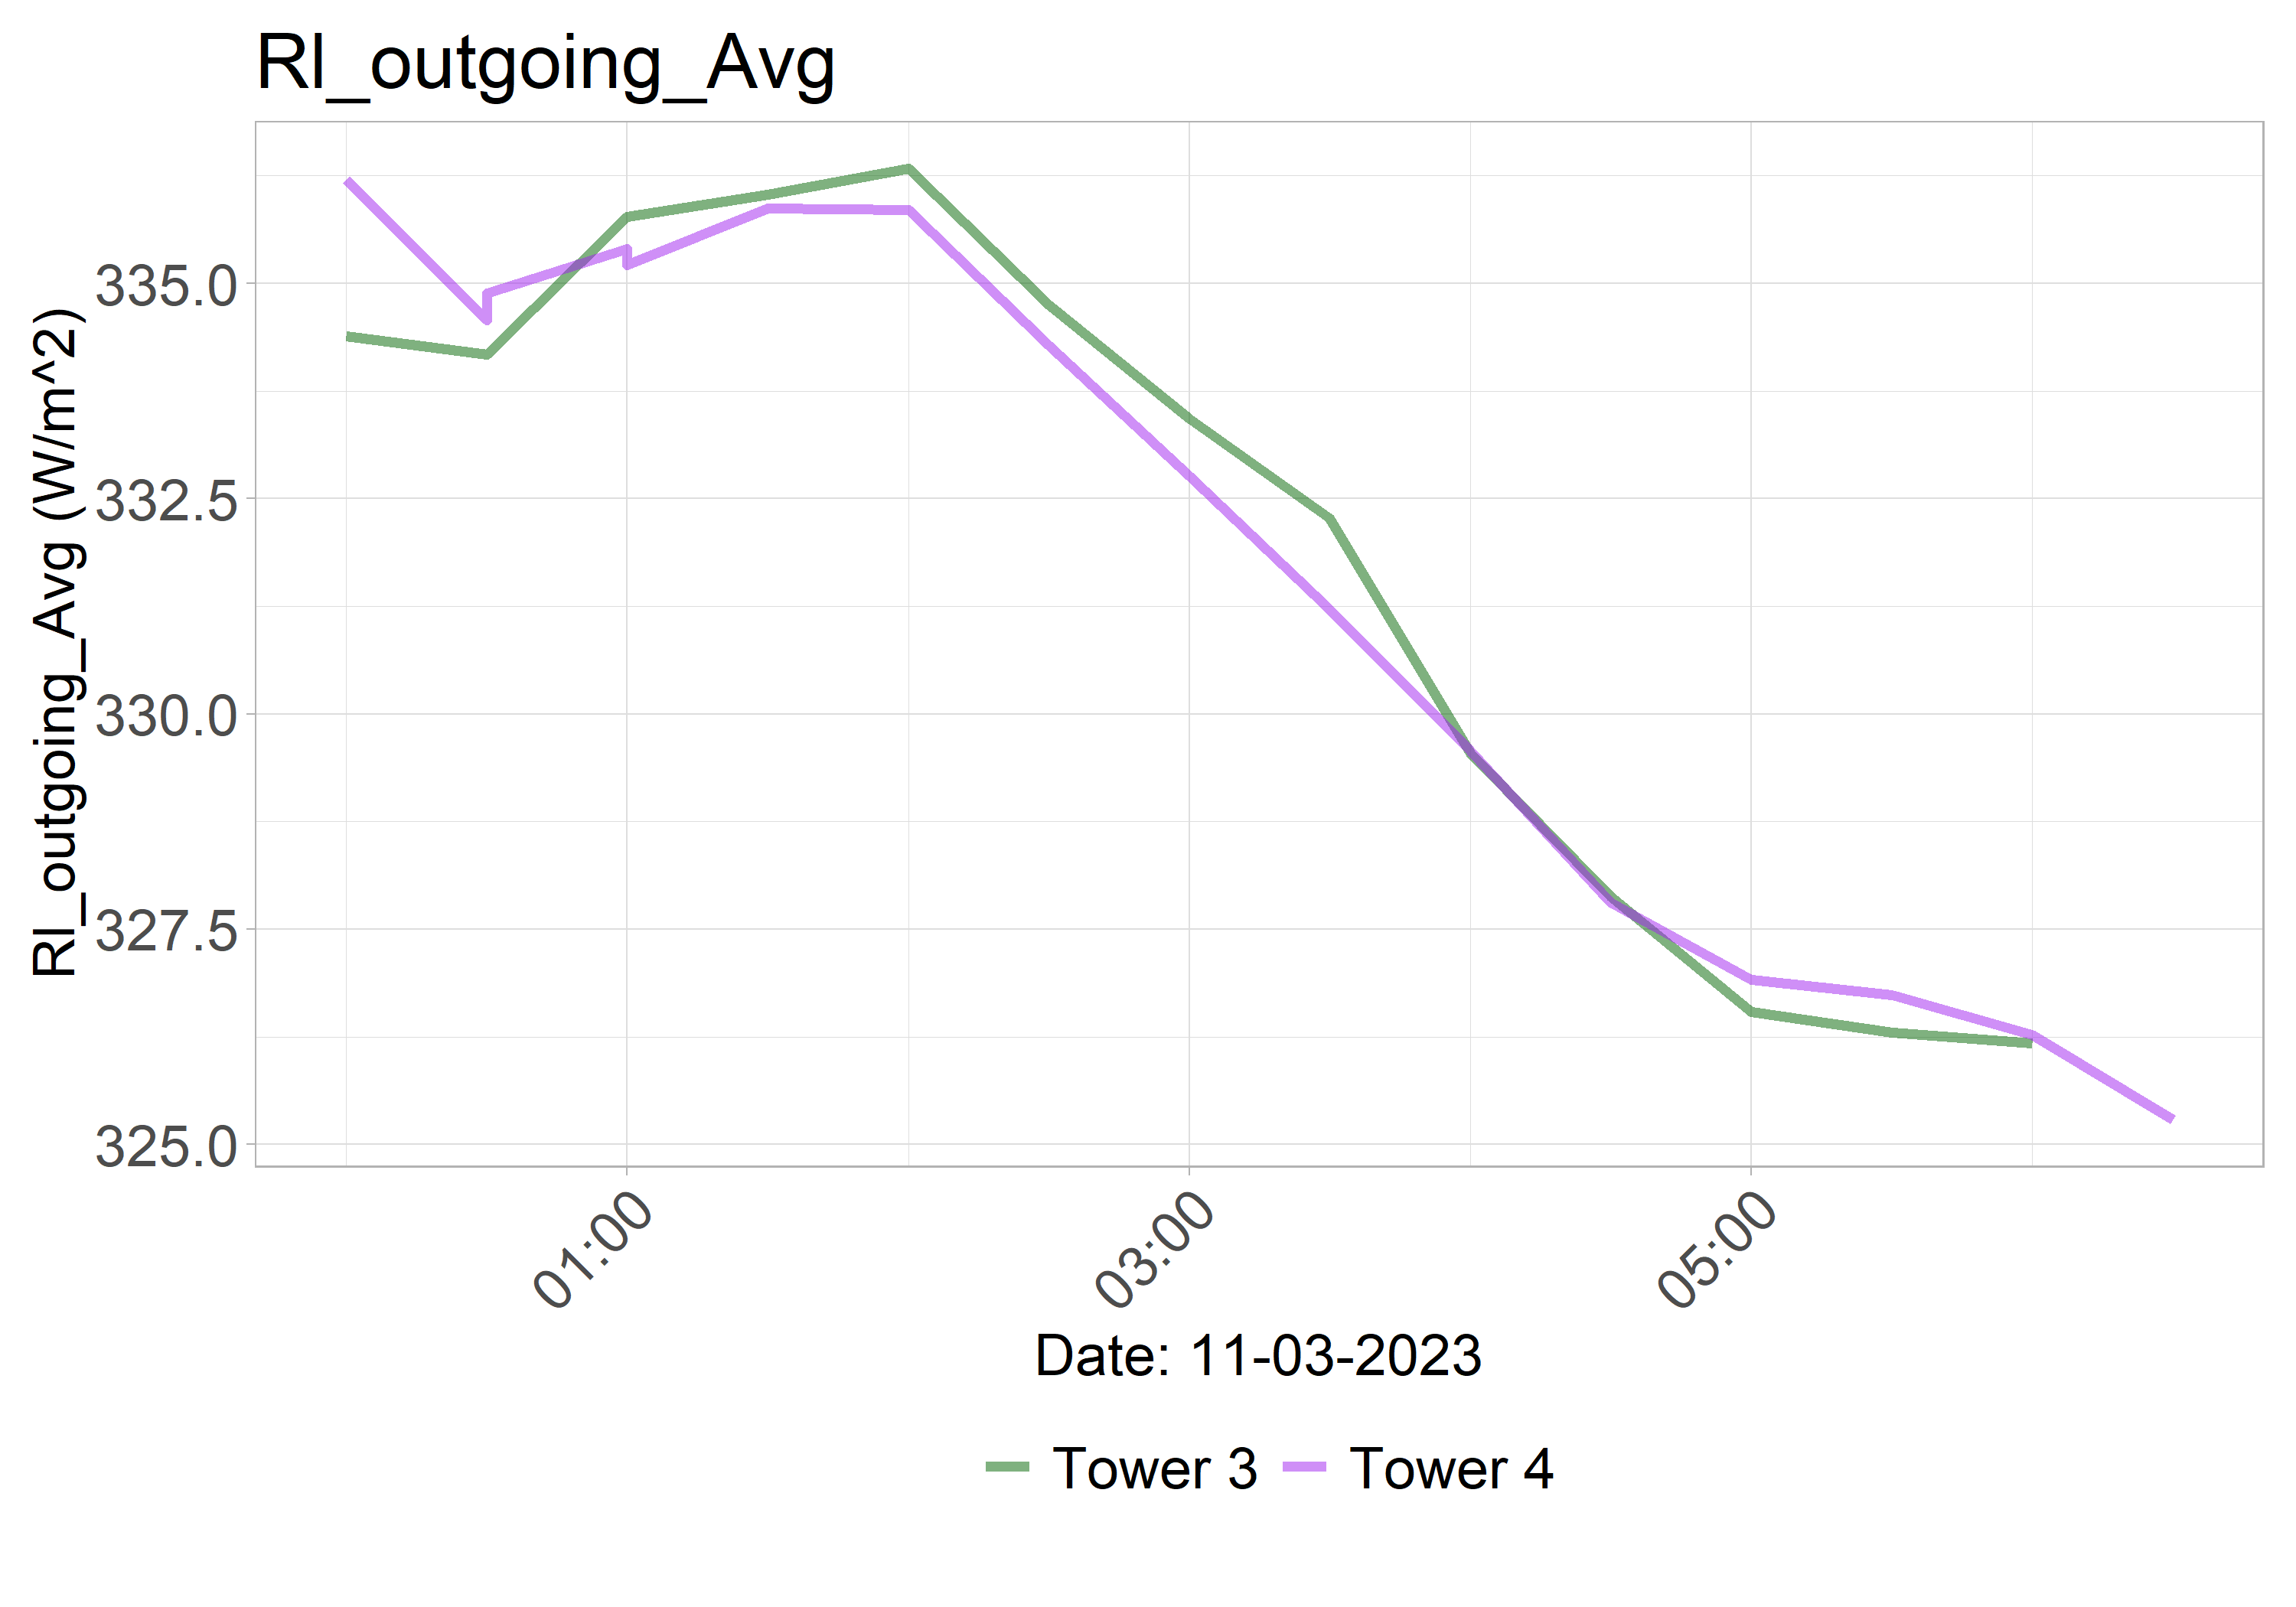 Rl_outgoing_Avg
Rl_outgoing_Avg (W/m^2)
335.0
332.5
330.0
327.5
325.0
01:00
03:00
05:00
Date: 11-03-2023
Tower 3
Tower 4